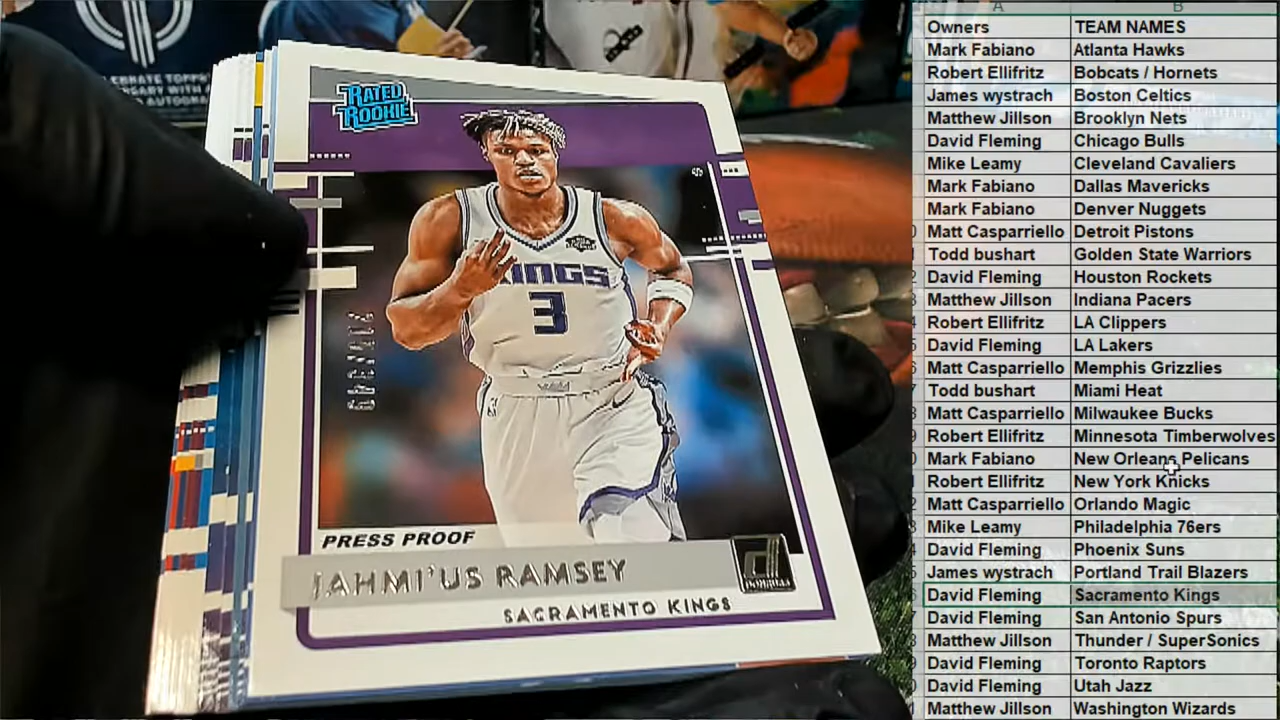 CELEBRATE TOPPS
RATED
ROOKIE
KINGS
3
PRESS PROOF
JAHMI'US RAMSEY
SACRAMENTO KINGS
DONRUSS
A B
Owners TEAM NAMES
Mark Fabiano Atlanta Hawks
Robert Ellifritz Bobcats / Hornets
James wystrach Boston Celtics
Matthew Jillson Brooklyn Nets
David Fleming Chicago Bulls
Mike Leamy Cleveland Cavaliers
Mark Fabiano Dallas Mavericks
Mark Fabiano Denver Nuggets
Matt Casparriello Detroit Pistons
Todd bushart Golden State Warriors
David Fleming Houston Rockets
Matthew Jillson Indiana Pacers
Robert Ellifritz LA Clippers
David Fleming LA Lakers
Matt Casparriello Memphis Grizzlies
Todd bushart Miami Heat
Matt Casparriello Milwaukee Bucks
Robert Ellifritz Minnesota Timberwolves
Mark Fabiano New Orleans Pelicans
Robert Ellifritz New York Knicks
Matt Casparriello Orlando Magic
Mike Leamy Philadelphia 76ers
David Fleming Phoenix Suns
James wystrach Portland Trail Blazers
David Fleming Sacramento Kings
David Fleming San Antonio Spurs
Matthew Jillson Thunder / SuperSonics
David Fleming Toronto Raptors
David Fleming Utah Jazz
Matthew Jillson Washington Wizards